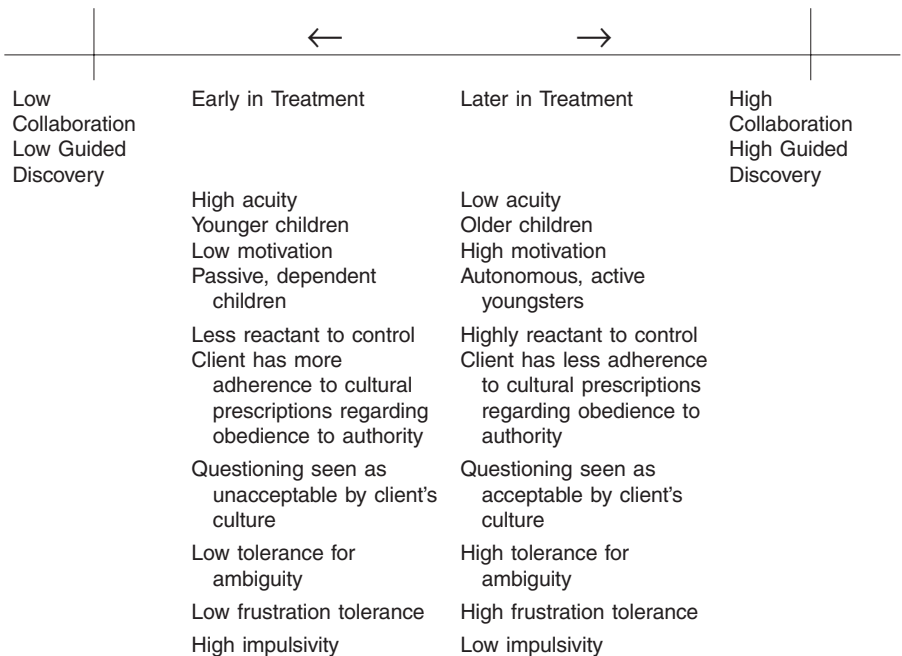 ← →
Low
Collaboration
Low Guided
Discovery
Early in Treatment
High acuity
Younger children
Low motivation
Passive, dependent
children
Less reactant to control
Client has more
adherence to cultural
prescriptions regarding
obedience to authority
Questioning seen as
unacceptable by client's
culture
Low tolerance for
ambiguity
Low frustration tolerance
High impulsivity
Later in Treatment
Low acuity
Older children
High motivation
Autonomous, active
youngsters
Highly reactant to control
Client has less adherence
to cultural prescriptions
regarding obedience to
authority
Questioning seen as
acceptable by client's
culture
High tolerance for
ambiguity
High frustration tolerance
Low impulsivity
High
Collaboration
High Guided
Discovery